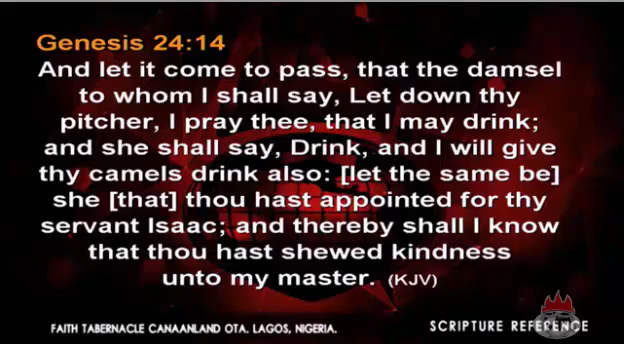 Genesis 24:14
And let it come to pass, that the damsel
to whom I shall say, Let down thy
pitcher, I pray thee, that I may drink;
and she shall say, Drink, and I will give
thy camels drink also: [let the same be]
she [that] thou hast appointed for thy
servant Isaac; and thereby shall I know
that thou hast shewed kindness
unto my master. (KJV)
FAITH TABERNACLE CANAANLAND OTA. LAGOS, NIGERIA.
SCRIPTURE REFERENCE